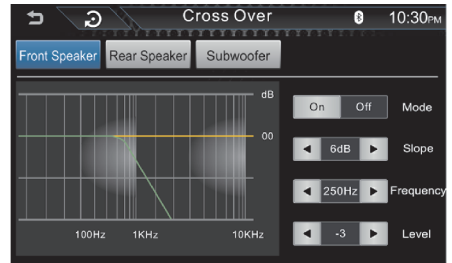 Cross Over 10:30PM
Front Speaker Rear Speaker Subwoofer
dB
On Off Mode
00
6dB Slope
250Hz Frequency
-3 Level
100Hz 1KHz 10KHz